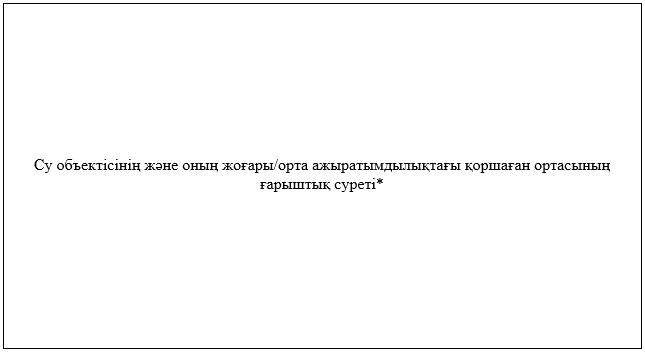 Су объектісінің және оның жоғары/орта ажыратымдылықтағы қоршаған ортасының
ғарыштық суреті*